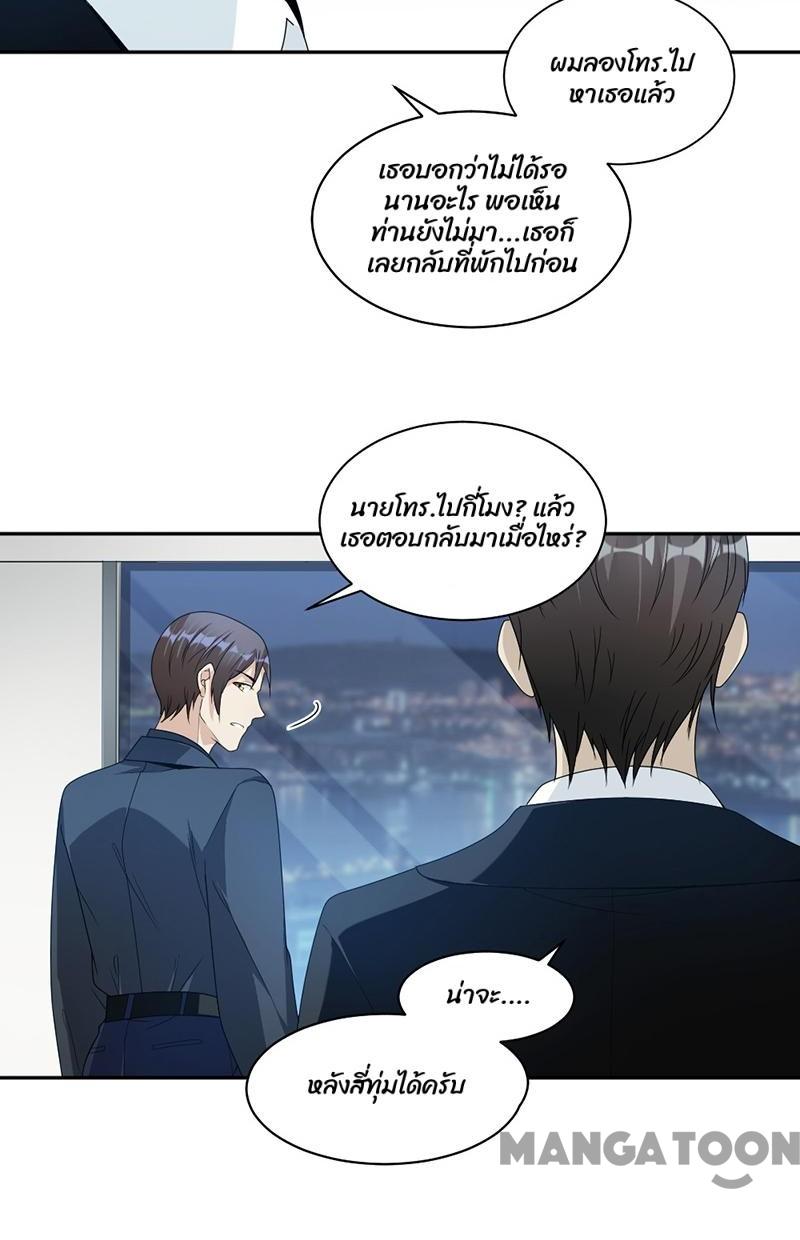 ผมลองโทร.ไป
หาเธอแล้ว
เธอบอกว่าไม่ได้รอ
นานอะไร พอเห็น
ท่านยังไม่มา...เธอก็
เลยกลับที่พักไปก่อน
นายโทร.ไปกี่โมง? แล้ว
เธอตอบกลับมาเมื่อไหร่?
น่าจะ....
หลังสี่ทุ่มได้ครับ
MANGATOON